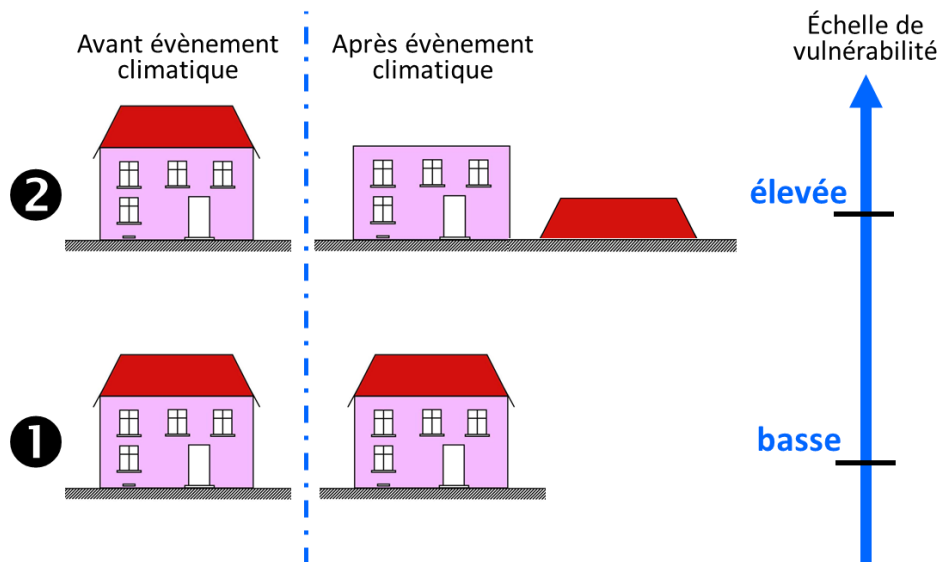 Avant évènement
climatique
Après évènement
climatique
Échelle de
vulnérabilité
2
élevée
1
basse